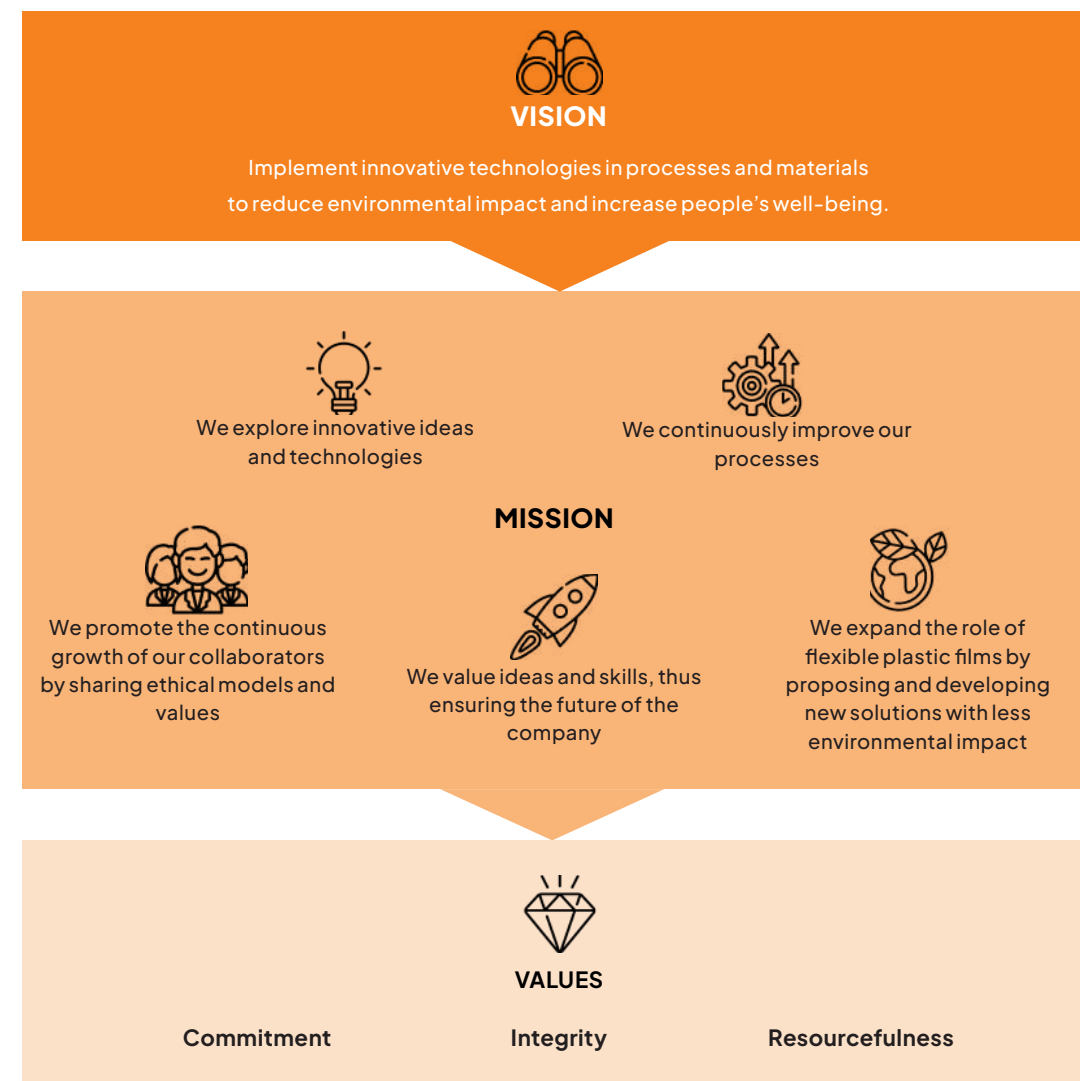 VISION
Implement innovative technologies in processes and materials
to reduce environmental impact and increase people's well-being.
We explore innovative ideas
and technologies
We continuously improve our
processes
MISSION
We promote the continuous
growth of our collaborators
by sharing ethical models and
values
We value ideas and skills, thus
ensuring the future of the
company
We expand the role of
flexible plastic films by
proposing and developing
new solutions with less
environmental impact
VALUES
Commitment
Integrity
Resourcefulness